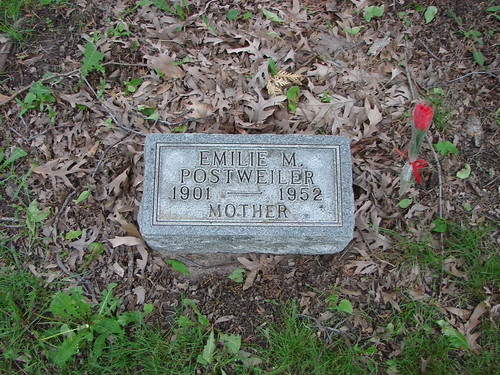 EMILIE M.
POSTWEILER
1901 — 1952
MOTHER